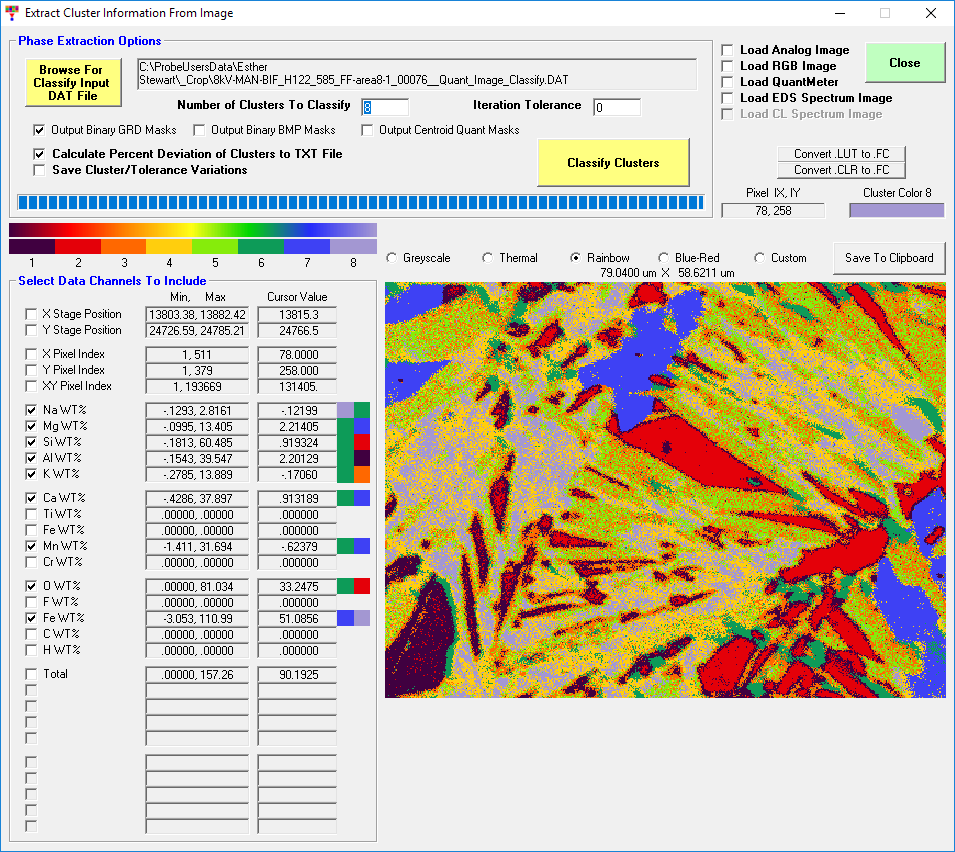 Extract Cluster Information From Image
Phase Extraction Options
Browse For
Classify Input
DAT File
C:\ProbeUsersData\Esther
Stewart\_Crop\8kV-MAN-BIF_H122_585_FF-area8-1_00076__Quant_Image_Classify.DAT
Number of Clusters To Classify 8 Iteration Tolerance 0
Output Binary GRD Masks Output Binary BMP Masks Output Centroid Quant Masks
Calculate Percent Deviation of Clusters to TXT File
Save Cluster/Tolerance Variations
Classify Clusters
Load Analog Image
Load RGB Image
Load QuantMeter
Load EDS Spectrum Image
Load CL Spectrum Image
Close
Convert .LUT to .FC
Convert .CLR to .FC
Pixel IX, IY Cluster Color 8
78, 258
1 2 3 4 5 6 7 8
Greyscale Thermal Rainbow Blue-Red Custom
79.0400 um X 58.6211 um
Save To Clipboard
Select Data Channels To Include
Min, Max Cursor Value
X Stage Position 13803.38, 13882.42 13815.3
Y Stage Position 24726.59, 24785.21 24766.5
X Pixel Index 1, 511 78.0000
Y Pixel Index 1, 379 258.000
XY Pixel Index 1, 193669 131405.
Na WT% -.1293, 2.8161 -.12199
Mg WT% -.0995, 13.405 2.21405
Si WT% -.1813, 60.485 .919324
Al WT% -.1543, 39.547 2.20129
K WT% -.2785, 13.889 -.17060
Ca WT% -.4286, 37.897 .913189
Ti WT% .00000, .00000 .000000
Fe WT% .00000, .00000 .000000
Mn WT% -1.411, 31.694 -.62379
Cr WT% .00000, .00000 .000000
O WT% .00000, 81.034 33.2475
F WT% .00000, .00000 .000000
Fe WT% -3.053, 110.99 51.0856
C WT% .00000, .00000 .000000
H WT% .00000, .00000 .000000
Total .00000, 157.26 90.1925